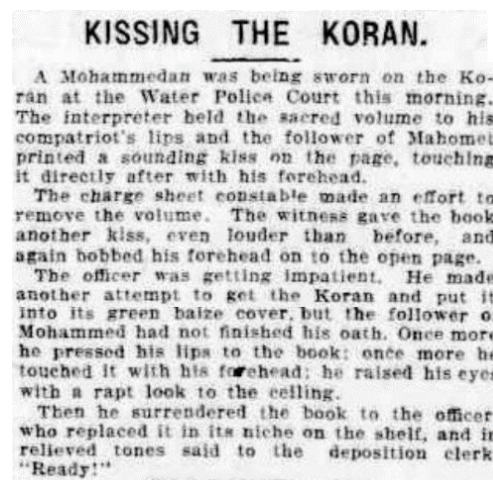 KISSING THE KORAN.
A Mohammedan was being sworn on the Ko-
ran at the Water Police Court this morning.
The interpreter held the sacred volume to his
compatriot's lips and the follower of Mahomet
printed a sounding kiss on the page, touching
it directly after with his forehead.
The charge sheet constable made an effort to
remove the volume. The witness gave the book
another kiss, even louder than before, and
again bobbed his forehead on to the open page.
The officer was getting impatient. He made
another attempt to get the Koran and put it
into its green baize cover, but the follower o
Mohammed had not finished his oath. Once more
he pressed his lips to the book; once more he
touched it with his forehead; he raised his eyes
with a rapt look to the ceiling.
Then he surrendered the book to the officer
who replaced it in its niche on the shelf, and in
relieved tones said to the deposition clerk
"Ready!"